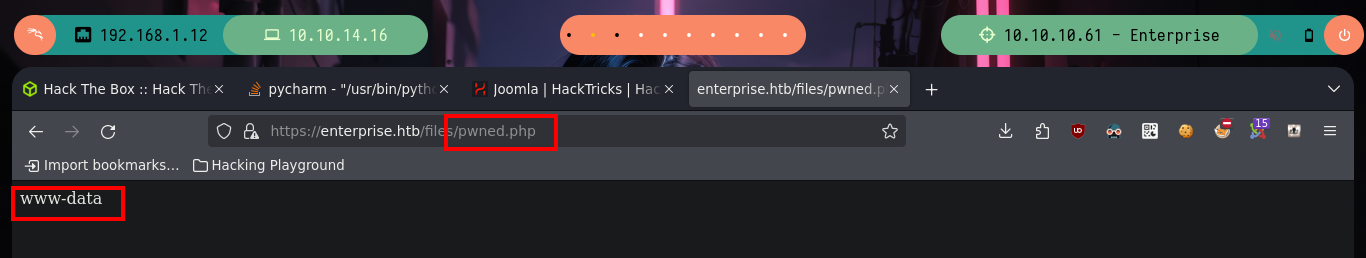 192.168.1.12 10.10.14.16 10.10.10.61 - Enterprise
Hack The Box :: Hack The pycharm - "/usr/bin/pytho Joomla | HackTricks | Hac enterprise.htb/files/pwned.p
https://enterprise.htb/files/pwned.php 15
Import bookmarks... Hacking Playground
www-data